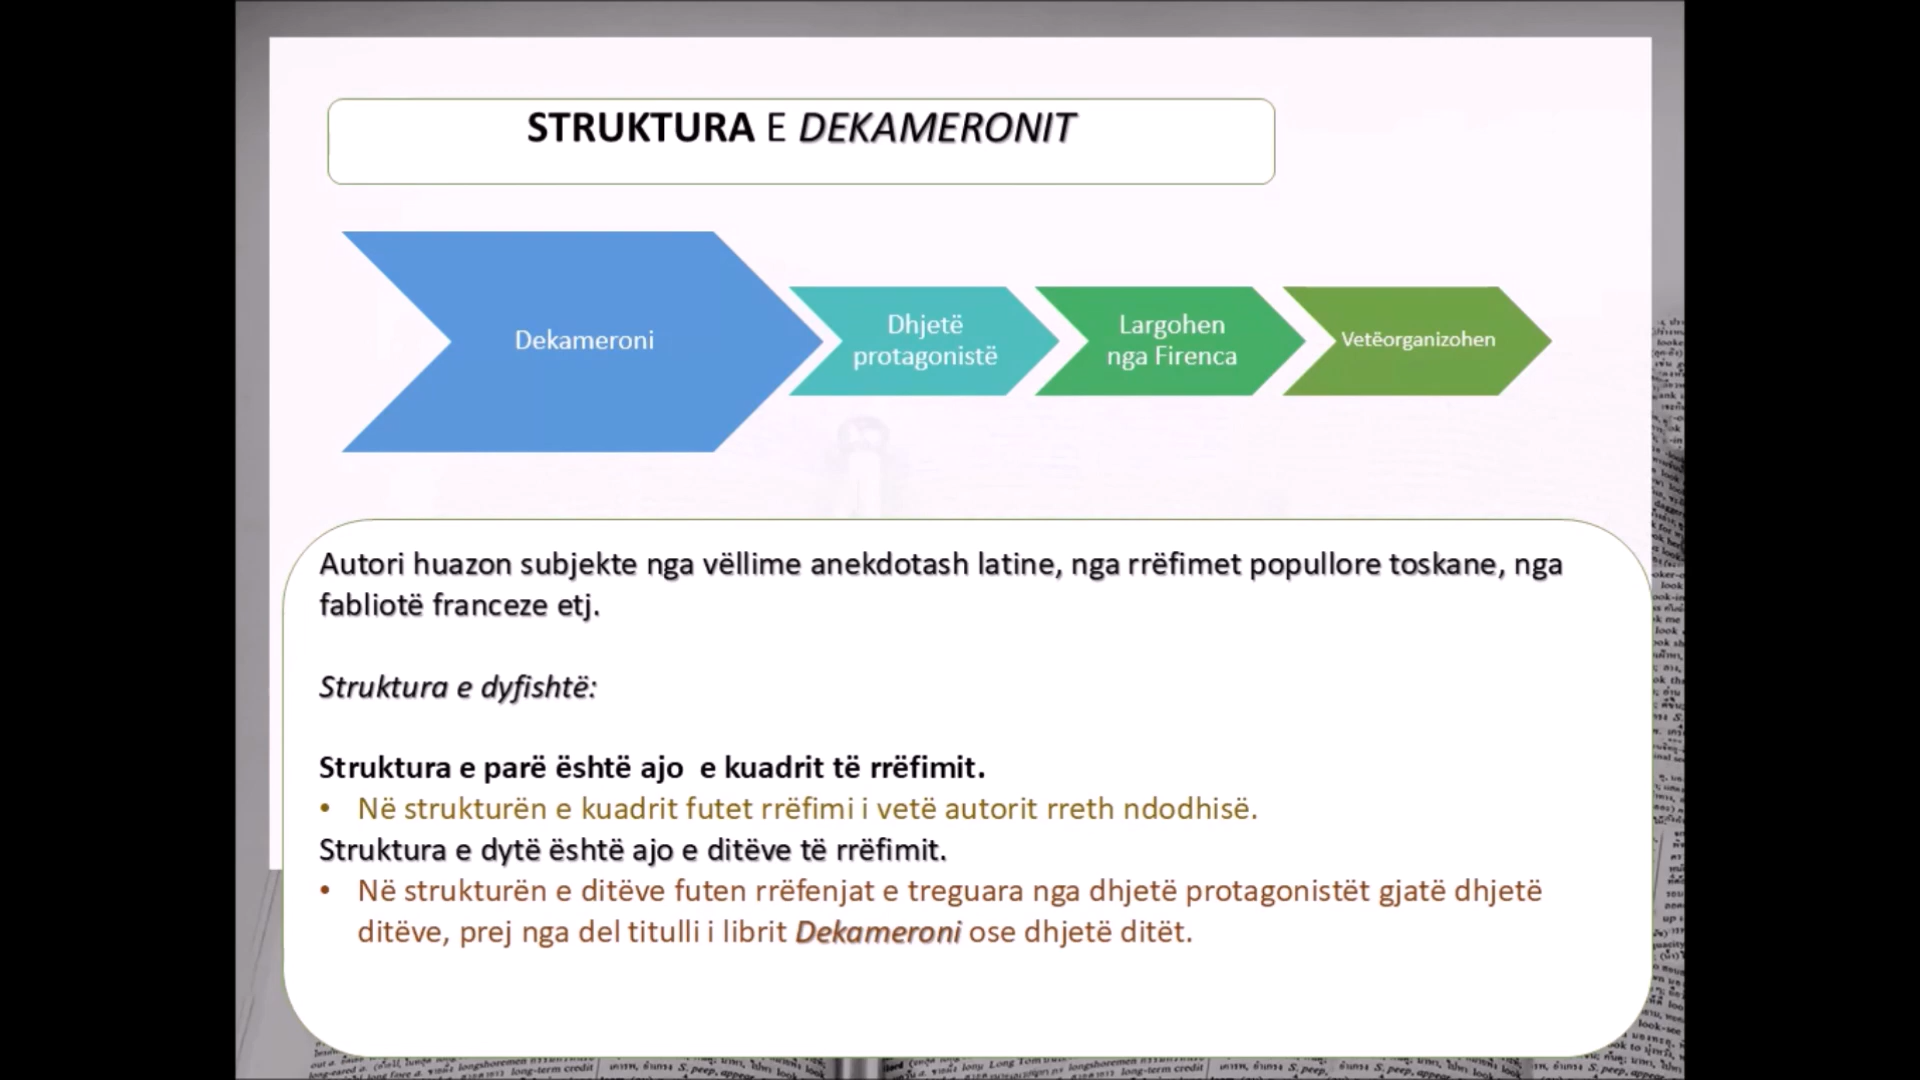 STRUKTURA E DEKAMERONIT
Dekameroni
Dhjetë
protagonistë
Largohen
nga Firenca
Vetëorganizohen
Autori huazon subjekte nga vëllime anekdotash latine, nga rrëfimet popullore toskane, nga
fabliotë franceze etj.
Struktura e dyfishtë:
Struktura e parë është ajo  e kuadrit të rrëfimit.
• Në strukturën e kuadrit futet rrëfimi i vetë autorit rreth ndodhisë.
Struktura e dytë është ajo e ditëve të rrëfimit.
• Në strukturën e ditëve futen rrëfenjat e treguara nga dhjetë protagonistët gjatë dhjetë
ditëve, prej nga del titulli i librit Dekameroni ose dhjetë ditët.